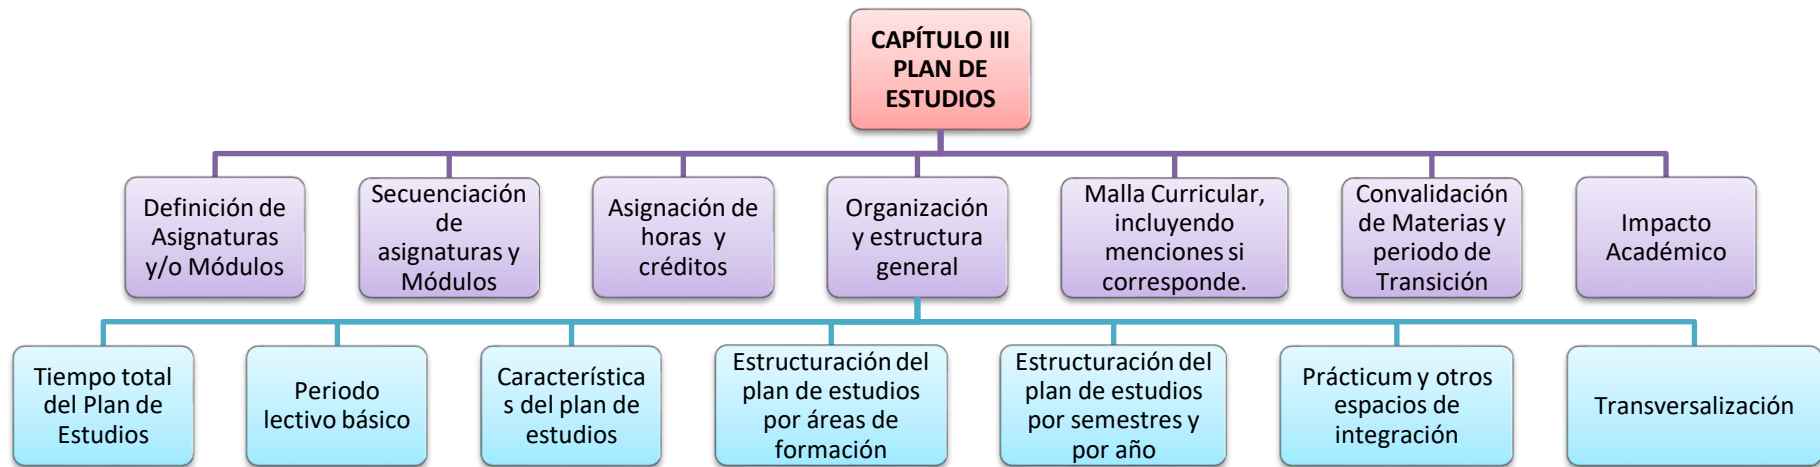 CAPÍTULO III
PLAN DE
ESTUDIOS
Definición de
Asignaturas
y/o Módulos
Secuenciación
de
asignaturas y
Módulos
Asignación de
horas y
créditos
Organización
y estructura
general
Malla Curricular,
incluyendo
menciones si
corresponde.
Convalidación
de Materias y
periodo de
Transición
Impacto
Académico
Tiempo total
del Plan de
Estudios
Periodo
lectivo básico
Característica
s del plan de
estudios
Estructuración del
plan de estudios
por áreas de
formación
Estructuración del
plan de estudios
por semestres y
por año
Prácticum y otros
espacios de
integración
Transversalización